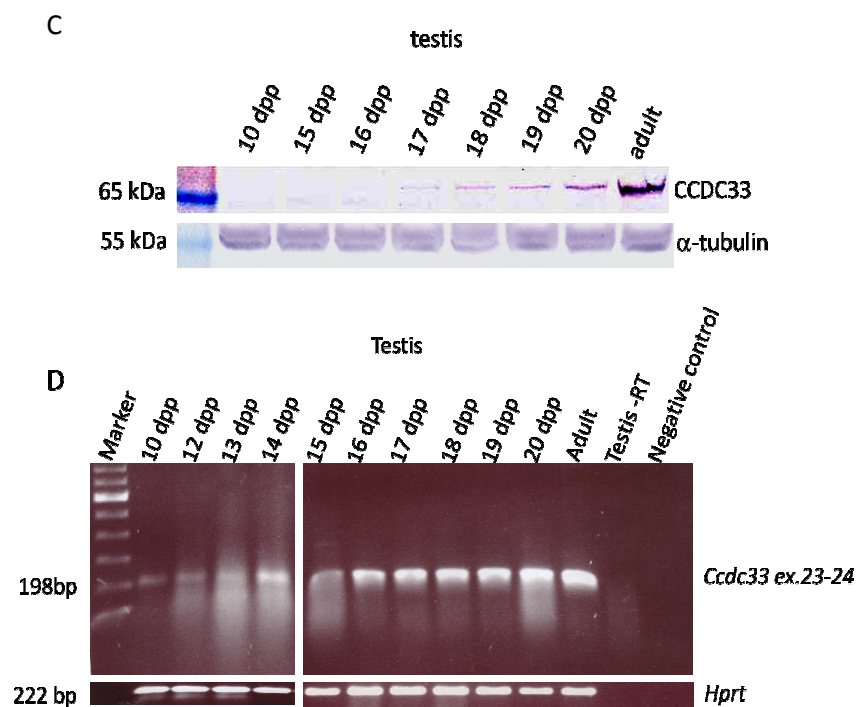 C
testis
10 dpp 15 dpp 16 dpp 17 dpp 18 dpp 19 dpp 20 dpp adult
65 kDa CCDC33
55 kDa α-tubulin
Testis
D
Marker 10 dpp 12 dpp 13 dpp 14 dpp 15 dpp 16 dpp 17 dpp 18 dpp 19 dpp 20 dpp Adult Testis -RT Negative control
198bp Ccdc33 ex.23-24
222 bp Hprt